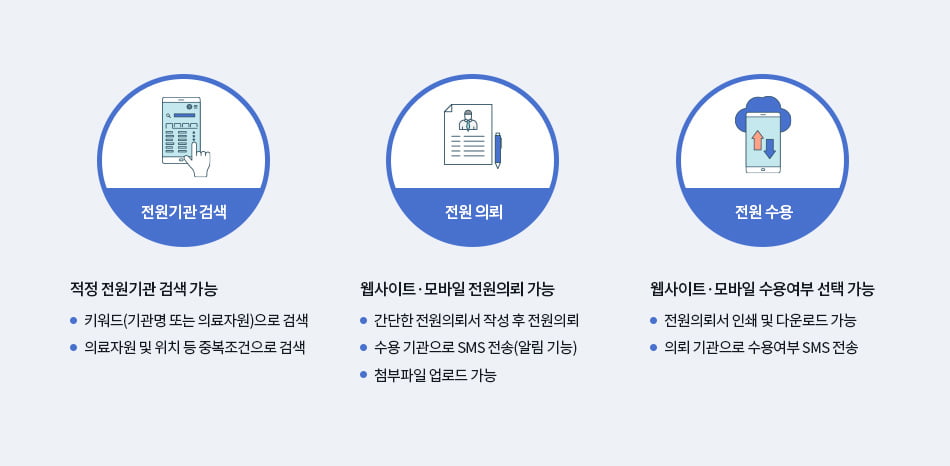 전원기관 검색
적정 전원기관 검색 가능
키워드(기관명 또는 의료자원)으로 검색
의료자원 및 위치 등 중복조건으로 검색
전원 의뢰
웹사이트·모바일 전원의뢰 가능
간단한 전원의뢰서 작성 후 전원의뢰
수용 기관으로 SMS 전송(알림 기능)
첨부파일 업로드 가능
전원 수용
웹사이트·모바일 수용여부 선택 가능
전원의뢰서 인쇄 및 다운로드 가능
의뢰 기관으로 수용여부 SMS 전송